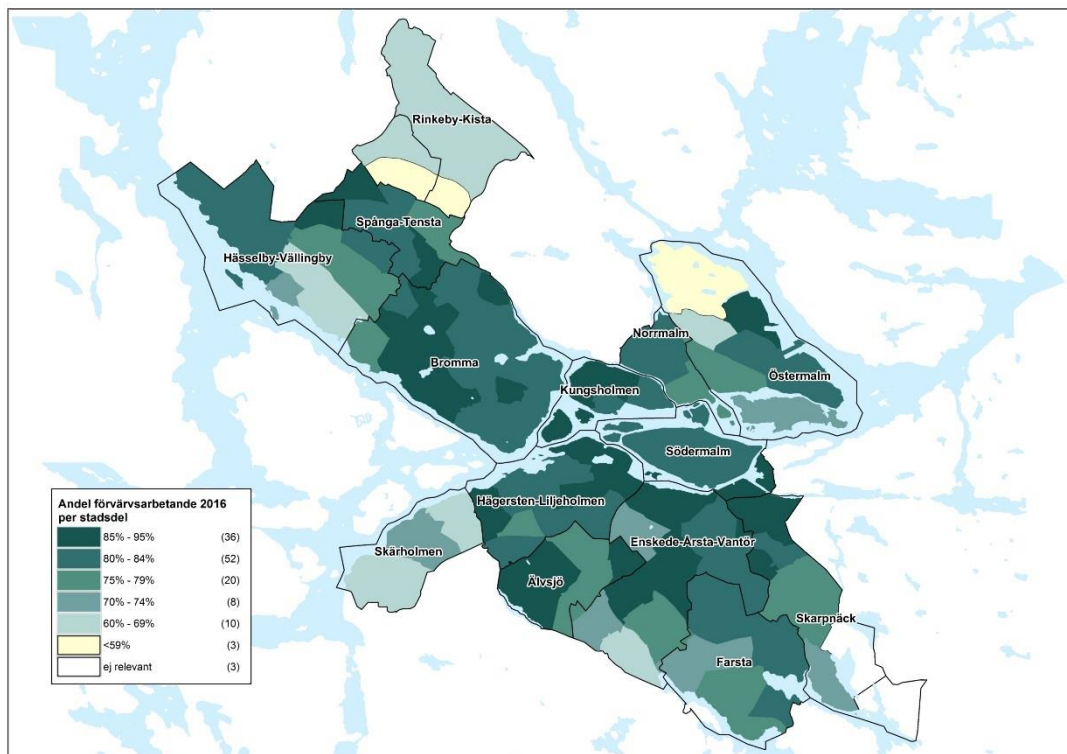 Rinkeby-Kista
Spånga-Tensta
Hässelby-Vällingby
Norrmalm
Bromma
Östermalm
Kungsholmen
Södermalm
Hägersten-Liljeholmen
Enskede-Årsta-Vantör
Skärholmen
Älvsjö
Skarpnäck
Farsta
Andel förvärvsarbetande 2016
per stadsdel
85% - 95% (36)
80% - 84% (52)
75% - 79% (20)
70% - 74% (8)
60% - 69% (10)
<59% (3)
ej relevant (3)